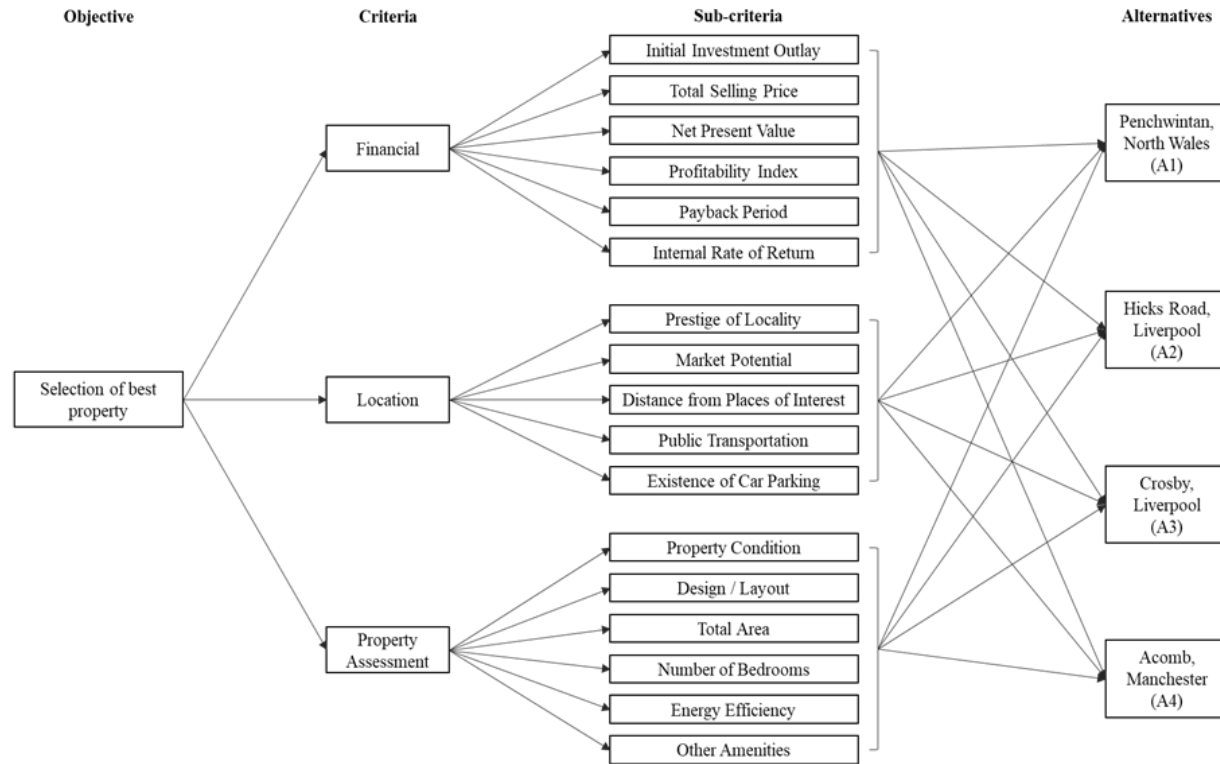 Objective
Criteria
Sub-criteria
Alternatives
Selection of best
property
Financial
Location
Property
Assessment
Initial Investment Outlay
Total Selling Price
Net Present Value
Profitability Index
Payback Period
Internal Rate of Return
Prestige of Locality
Market Potential
Distance from Places of Interest
Public Transportation
Existence of Car Parking
Property Condition
Design / Layout
Total Area
Number of Bedrooms
Energy Efficiency
Other Amenities
Penchwintan,
North Wales
(A1)
Hicks Road,
Liverpool
(A2)
Crosby,
Liverpool
(A3)
Acomb,
Manchester
(A4)